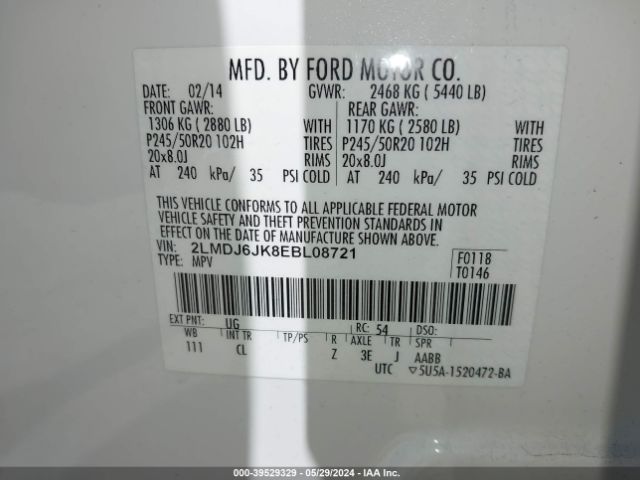 MFD. BY FORD MOTOR CO.
DATE: 02/14 GVWR: 2468 KG ( 5440 LB)
FRONT GAWR: REAR GAWR:
1306 KG ( 2880 LB) WITH 1170 KG ( 2580 LB) WITH
P245/50R20 102H TIRES P245/50R20 102H TIRES
20x8.0J RIMS 20x8.0J RIMS
AT 240 kPa/ 35 PSI COLD AT 240 kPa/ 35 PSI COLD
THIS VEHICLE CONFORMS TO ALL APPLICABLE FEDERAL MOTOR
VEHICLE SAFETY AND THEFT PREVENTION STANDARDS IN EFFECT
ON THE DATE OF MANUFACTURE SHOWN ABOVE.
VIN: 2LMDJ6JK8EBL08721 F0118
TYPE: MPV T0146
EXT PNT: UG RC: 54 DSO:
WB INT TR TP/PS R AXLE TR SPR
111 CL Z 3E J AABB
UTC ▽5U5A-1520472-BA
000-39529329 - 05/29/2024 - IAA Inc.